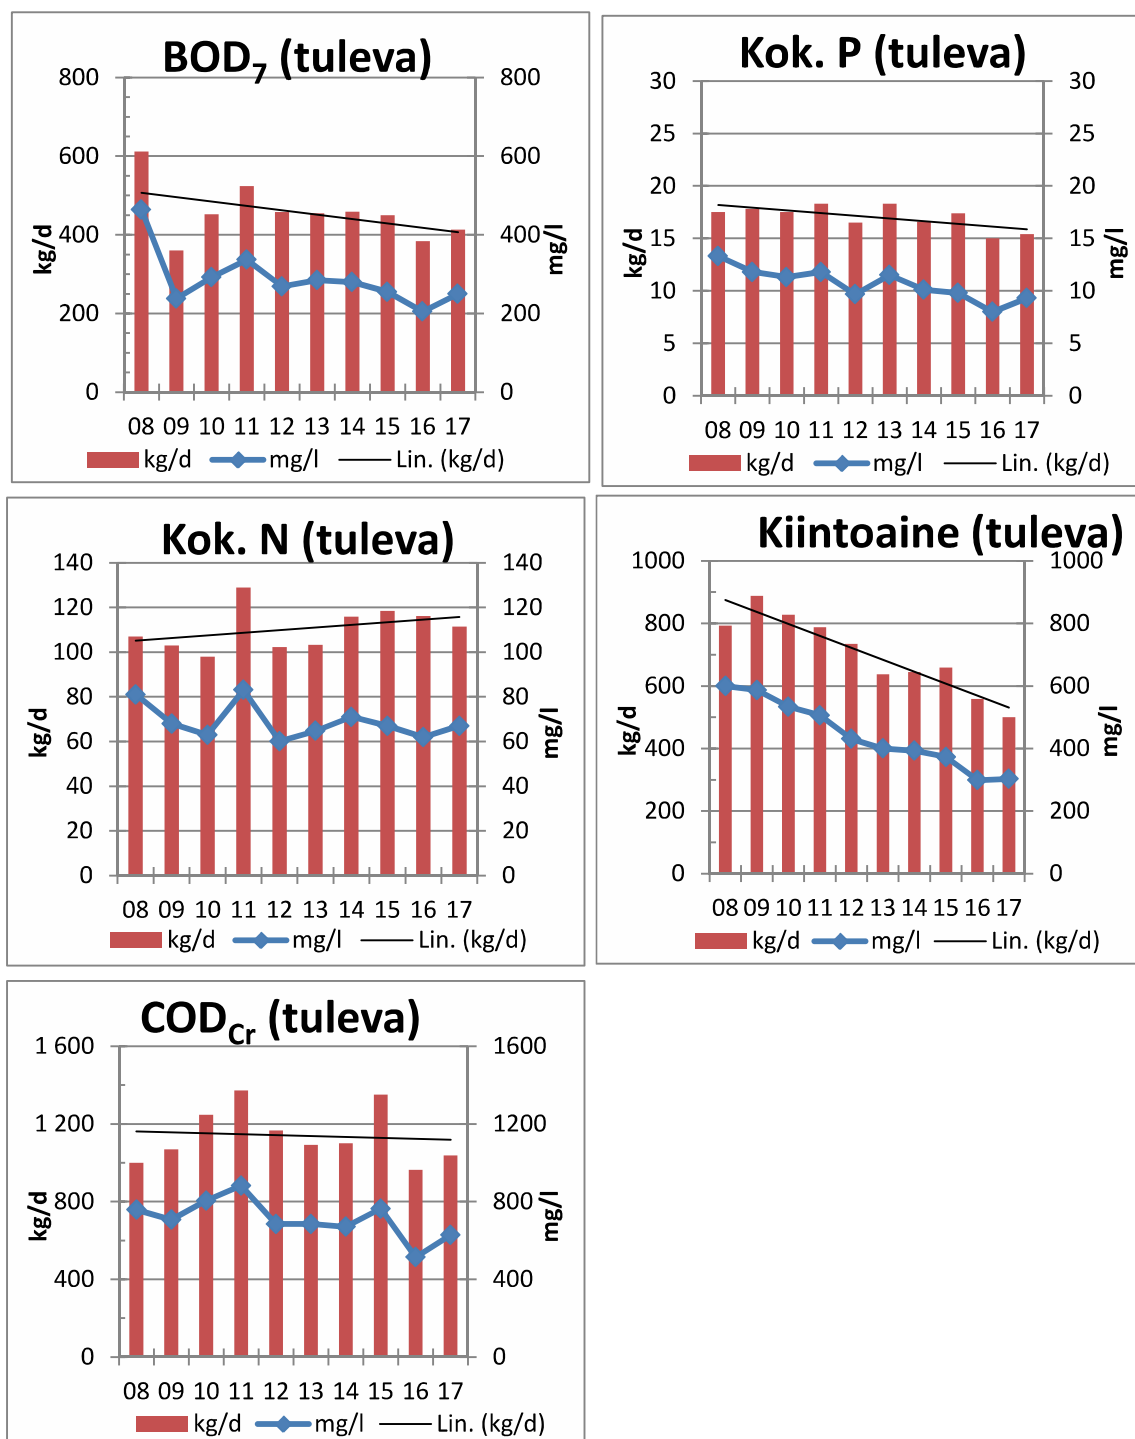 BOD7 (tuleva)
800 800
600 600
400 400
200 200
0 0
kg/d
mg/l
08 09 10 11 12 13 14 15 16 17
kg/d mg/l Lin. (kg/d)
Kok. P (tuleva)
30 30
25 25
20 20
15 15
10 10
5 5
0 0
kg/d
mg/l
08 09 10 11 12 13 14 15 16 17
kg/d mg/l Lin. (kg/d)
Kok. N (tuleva)
140 140
120 120
100 100
80 80
60 60
40 40
20 20
0 0
kg/d
mg/l
08 09 10 11 12 13 14 15 16 17
kg/d mg/l Lin. (kg/d)
Kiintoaine (tuleva)
1000 1000
800 800
600 600
400 400
200 200
0 0
kg/d
mg/l
08 09 10 11 12 13 14 15 16 17
kg/d mg/l Lin. (kg/d)
CODCr (tuleva)
1 600 1600
1 200 1200
800 800
400 400
0 0
kg/d
mg/l
08 09 10 11 12 13 14 15 16 17
kg/d mg/l Lin. (kg/d)